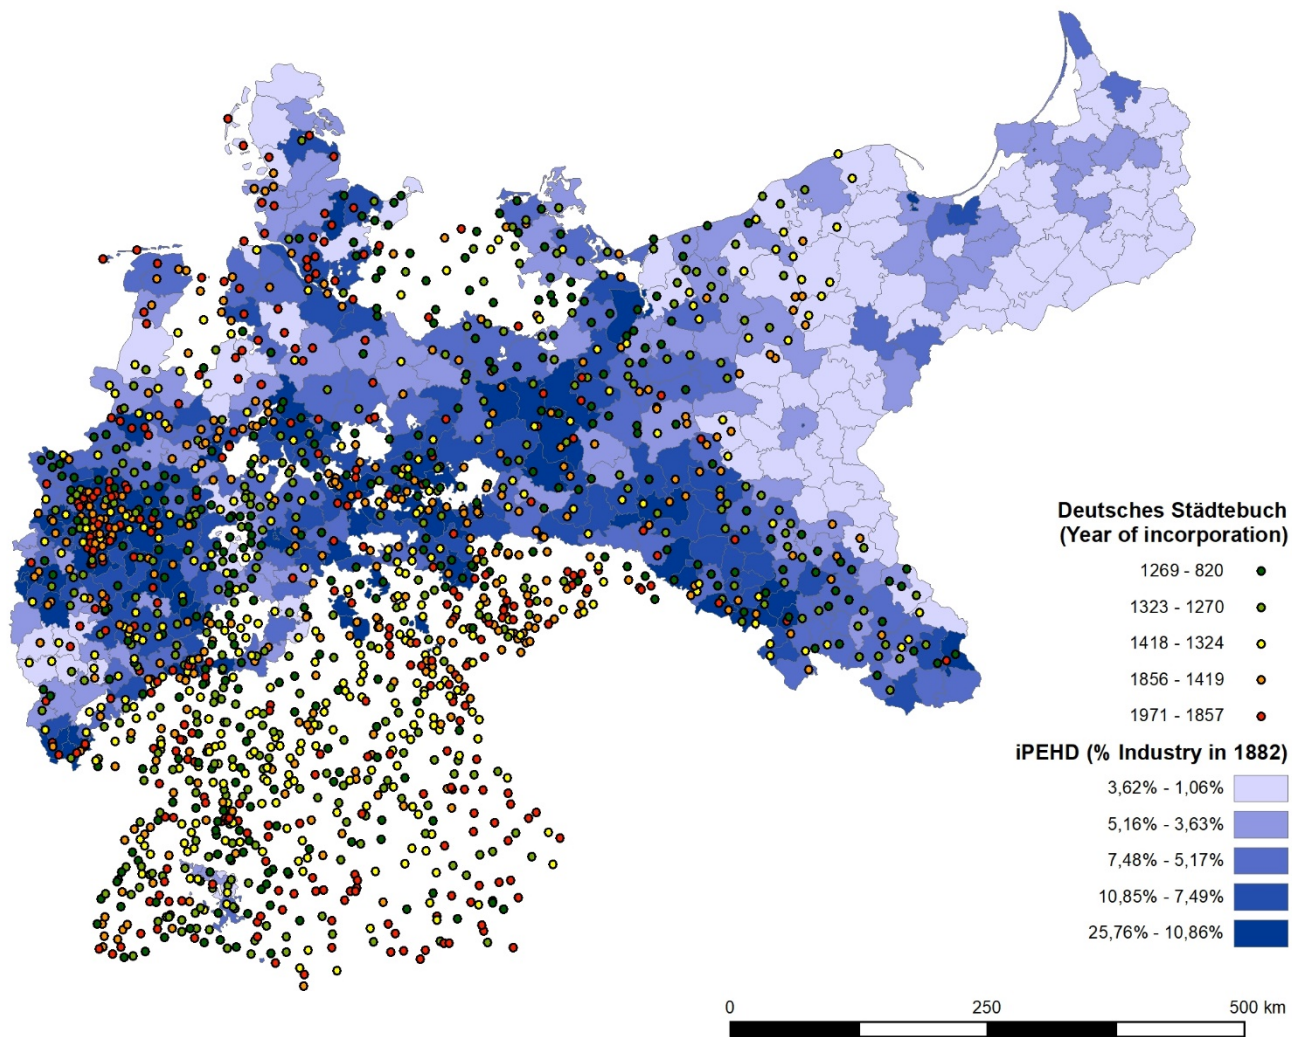 Deutsches Städtebuch
(Year of incorporation)
1269 - 820
1323 - 1270
1418 - 1324
1856 - 1419
1971 - 1857
iPEHD (% Industry in 1882)
3,62% - 1,06%
5,16% - 3,63%
7,48% - 5,17%
10,85% - 7,49%
25,76% - 10,86%
0 250 500 km